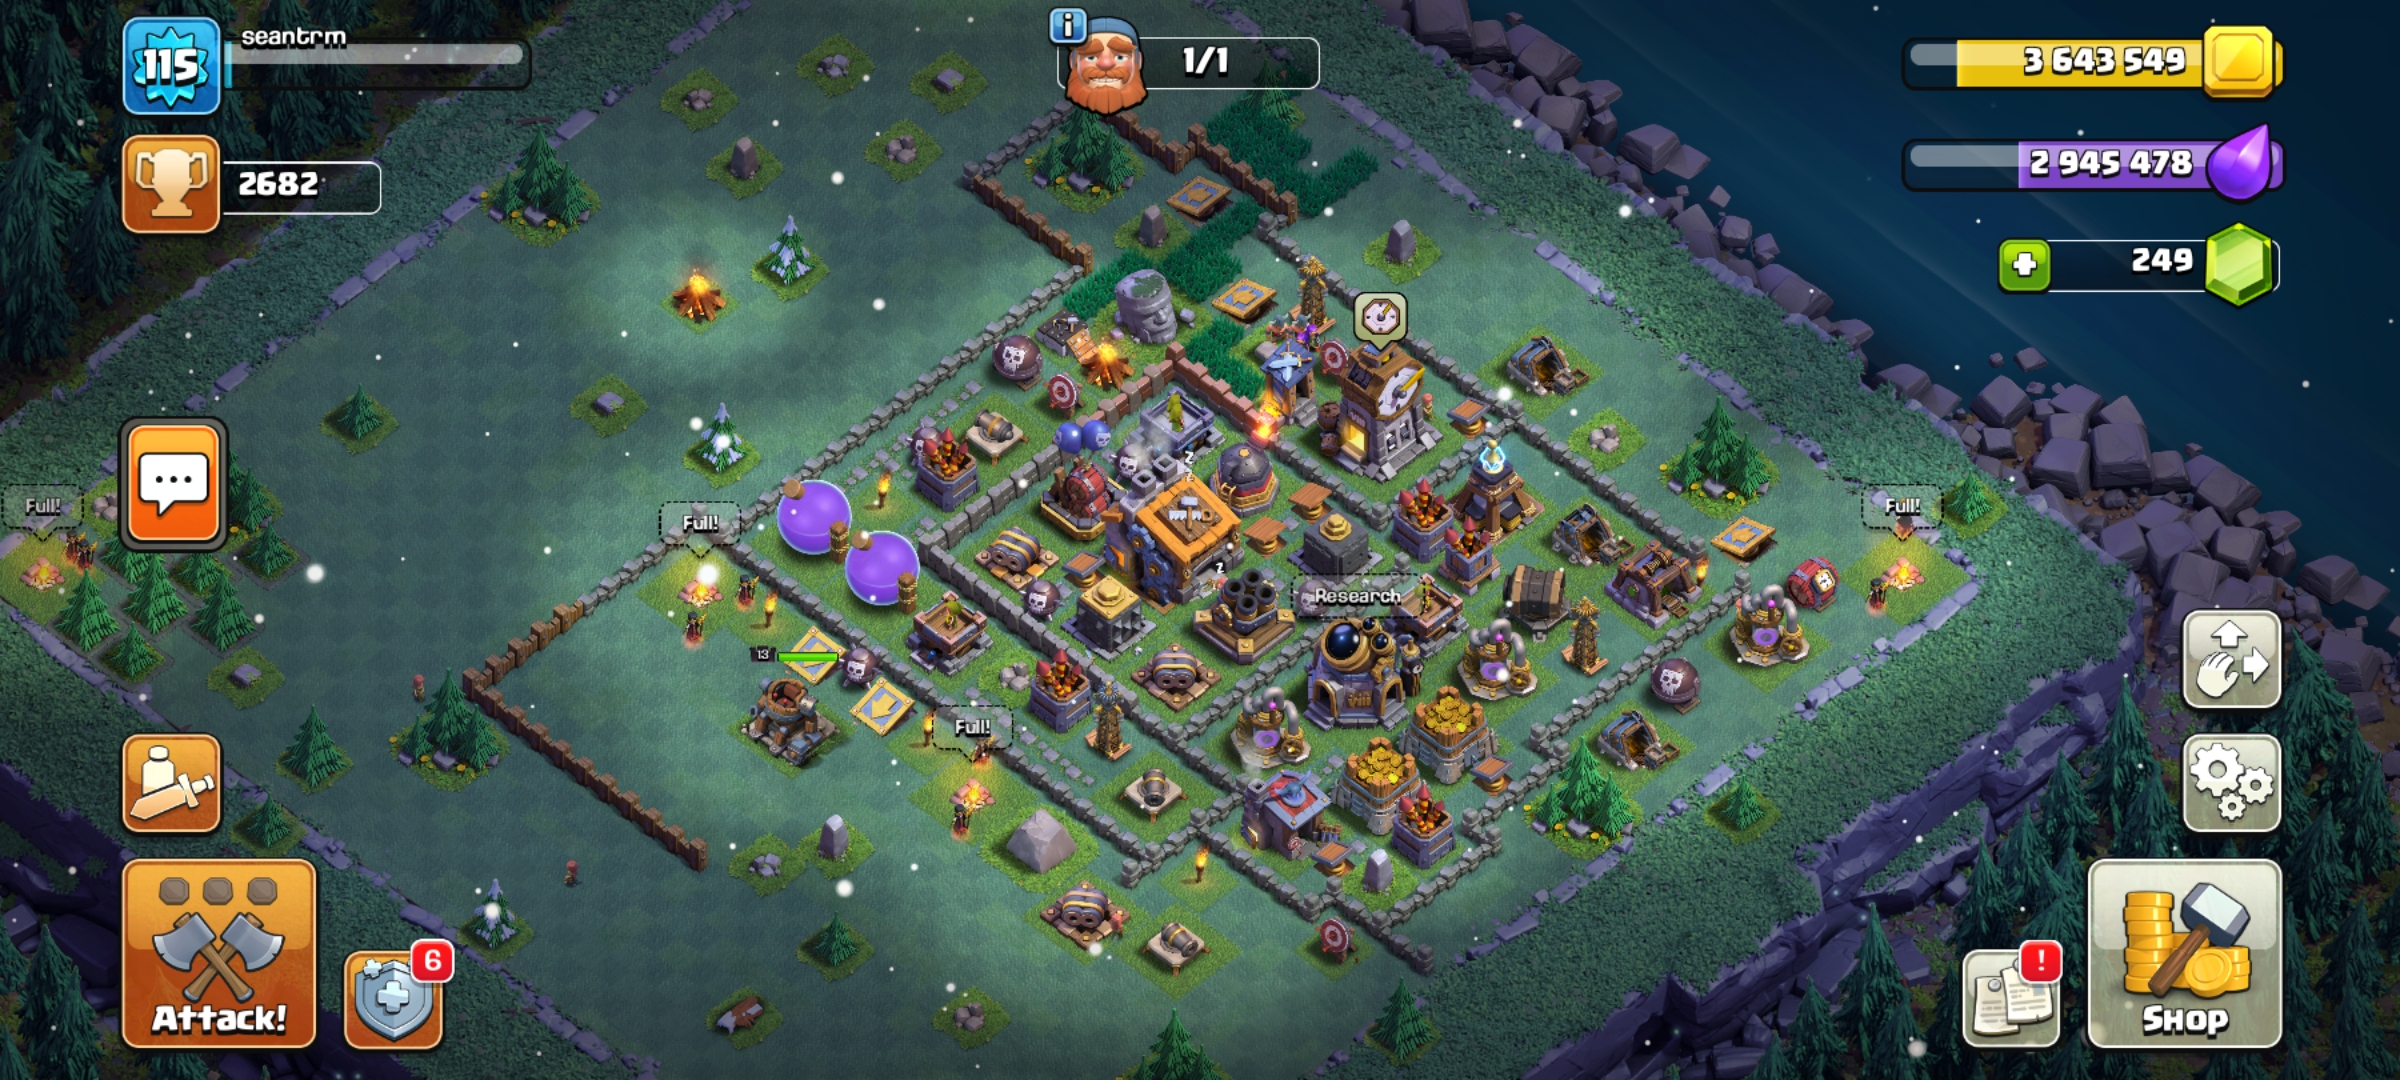 115
seantrm
i
1/1
3 643 549
2682
2 945 478
249
Full!
Full!
Full!
z
z
Research
13
VIII
Full!
6
!
Attack!
Shop